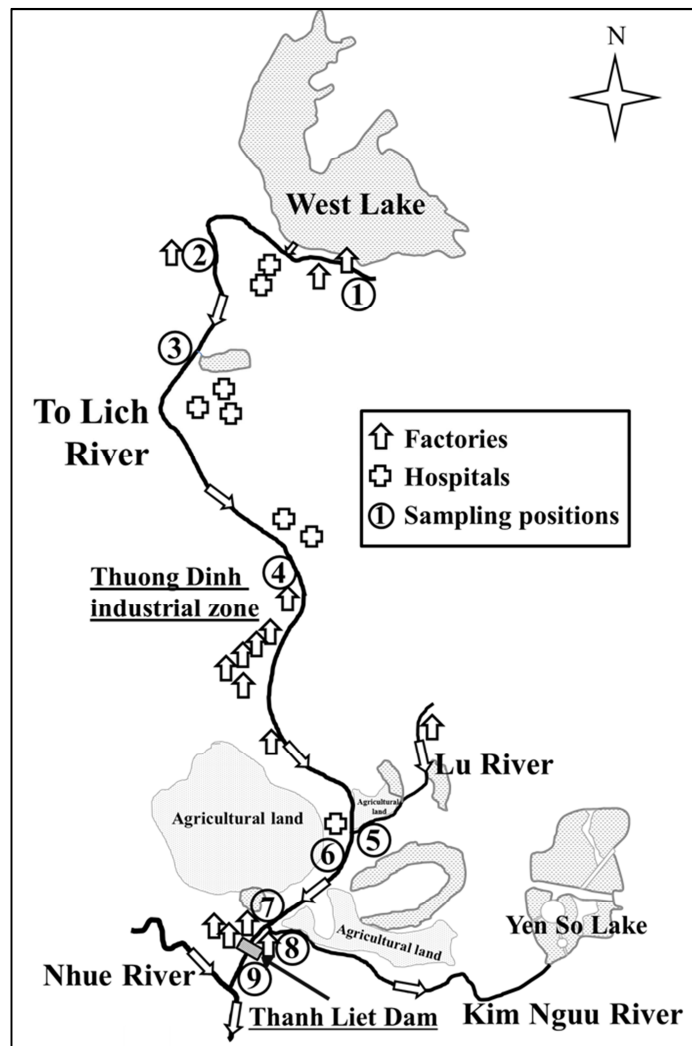 N
West Lake
2
1
3
To Lich
River
Factories
Hospitals
1 Sampling positions
4
Thuong Dinh
industrial zone
Lu River
Agricultural land
Agricultural
land
5
6
7
Agricultural land
Yen So Lake
8
Nhue River
9
Kim Nguu River
Thanh Liet Dam